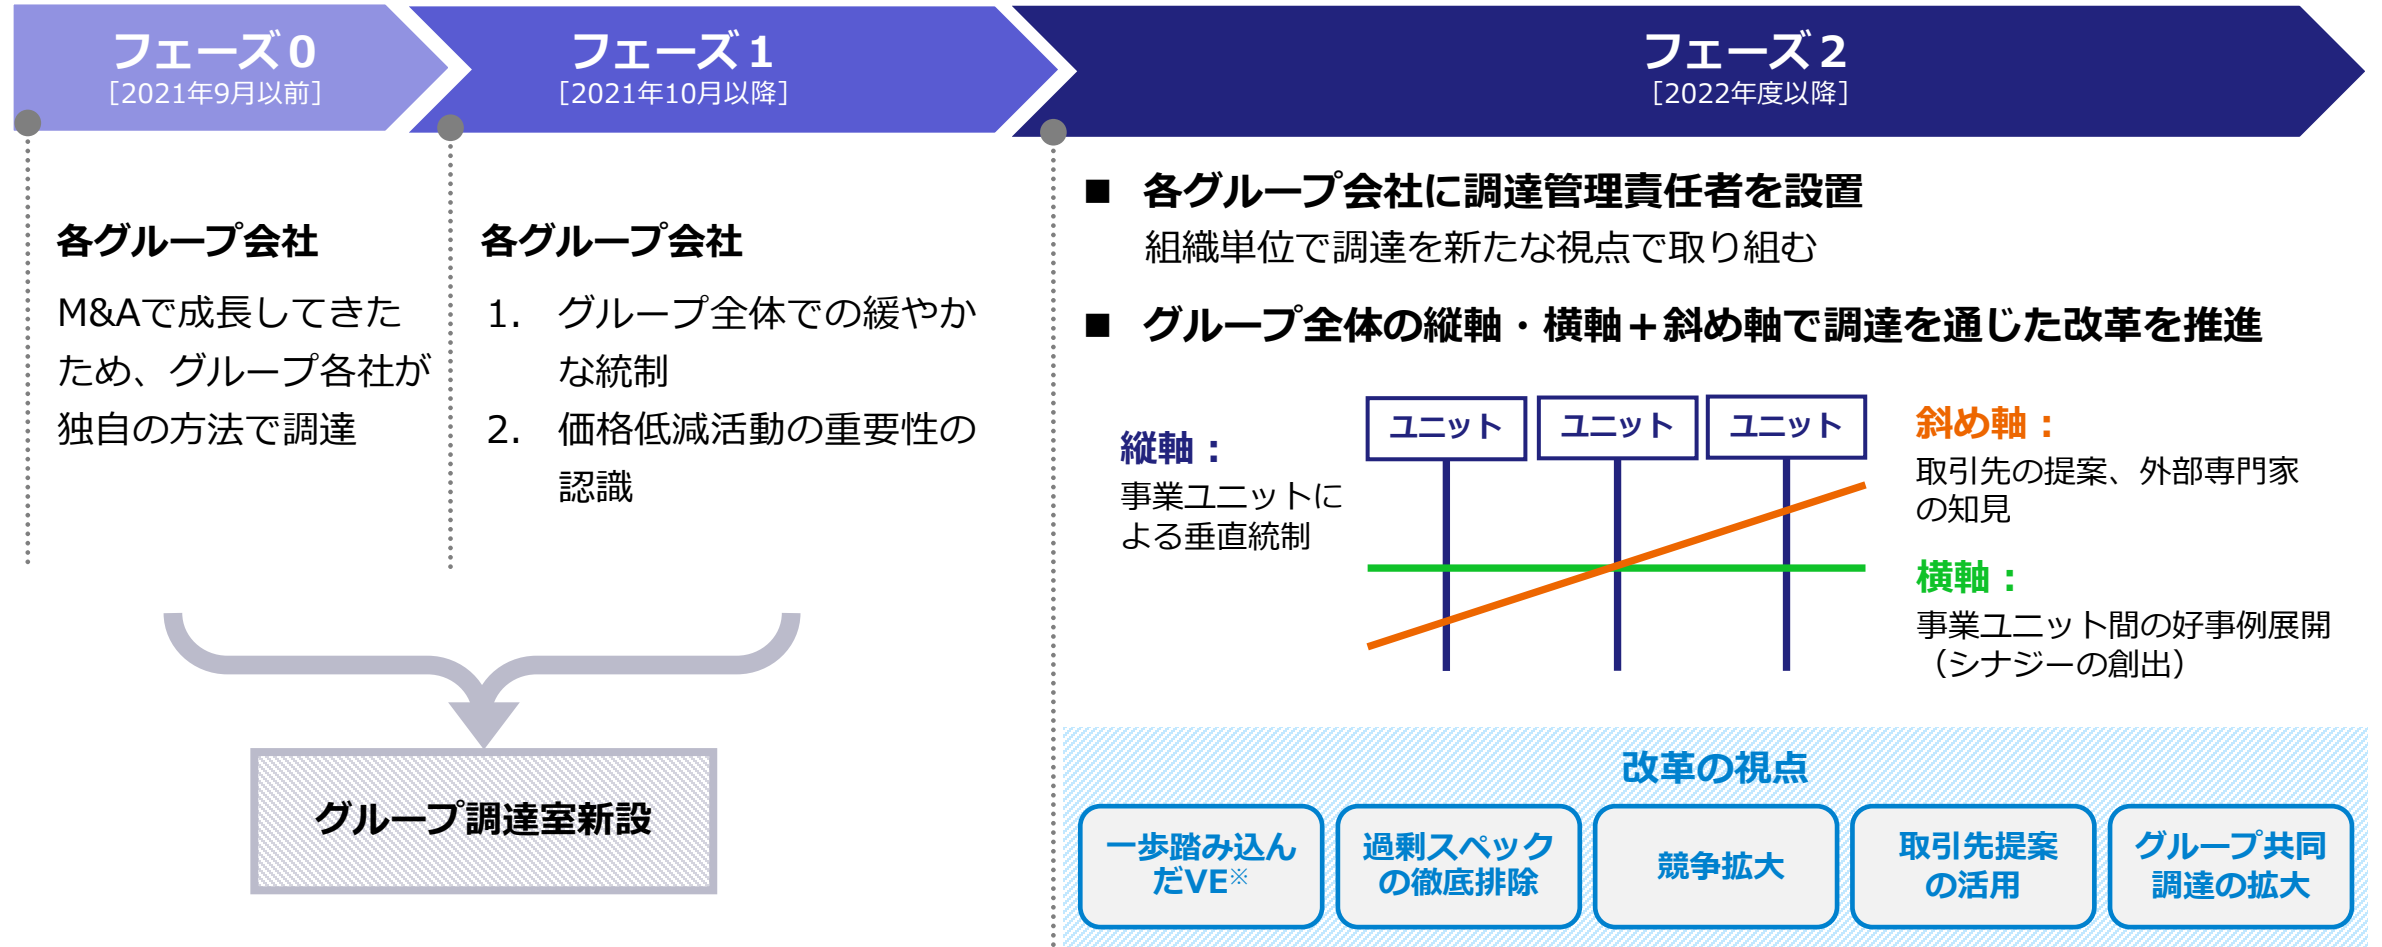 フェーズ0
［2021年9月以前］
フェーズ1
［2021年10月以降］
フェーズ2
［2022年度以降］
各グループ会社
M&Aで成長してきた
ため、グループ各社が
独自の方法で調達
各グループ会社
1. グループ全体での緩やか
な統制
2. 価格低減活動の重要性の
認識
グループ調達室新設
■ 各グループ会社に調達管理責任者を設置
組織単位で調達を新たな視点で取り組む
■ グループ全体の縦軸・横軸＋斜め軸で調達を通じた改革を推進
縦軸：
事業ユニットに
よる垂直統制
ユニット
ユニット
ユニット
斜め軸：
取引先の提案、外部専門家
の知見
横軸：
事業ユニット間の好事例展開
（シナジーの創出）
改革の視点
一歩踏み込ん
だVE※
過剰スペック
の徹底排除
競争拡大
取引先提案
の活用
グループ共同
調達の拡大